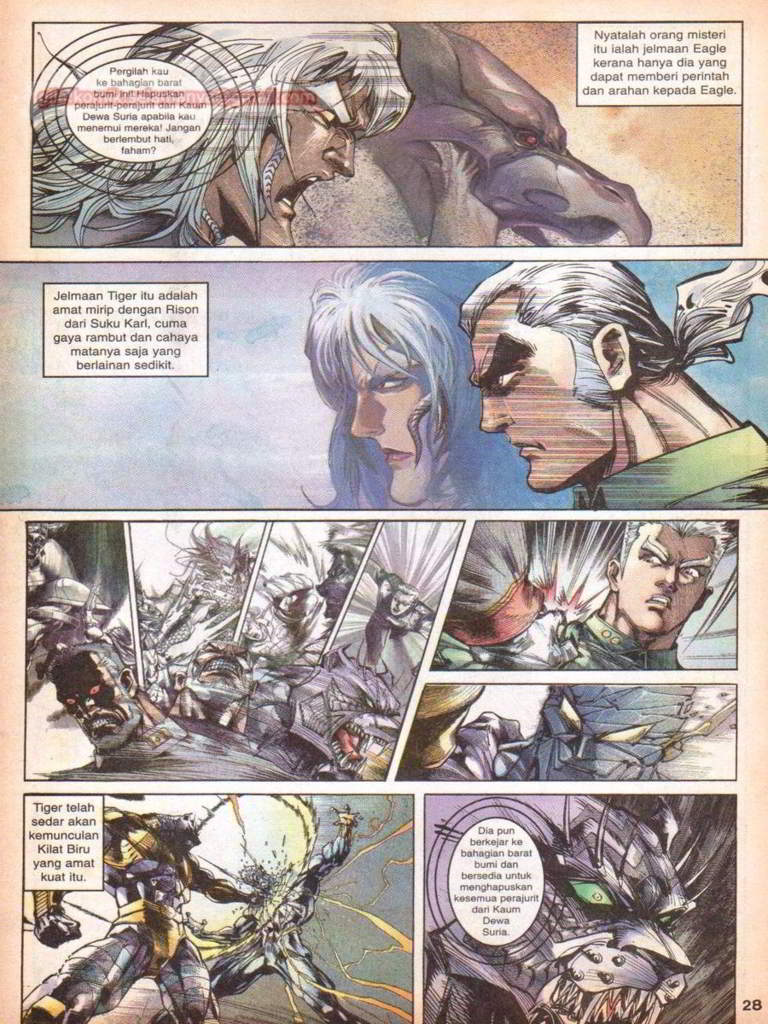 Pergilah kau
ke bahagian barat
bumi ini! Hapuskan
perajurit-perajurit dari Kaum
Dewa Suria apabila kau
menemui mereka! Jangan
berlembut hati,
faham?
Nyatalah orang misteri
itu ialah jelmaan Eagle
kerana hanya dia yang
dapat memberi perintah
dan arahan kepada Eagle.
Jelmaan Tiger itu adalah
amat mirip dengan Rison
dari Suku Karl, cuma
gaya rambut dan cahaya
matanya saja yang
berlainan sedikit.
Tiger telah
sedar akan
kemunculan
Kilat Biru
yang amat
kuat itu.
Dia pun
berkejar ke
bahagian barat
bumi dan
bersedia untuk
menghapuskan
kesemua perajurit
dari Kaum
Dewa
Suria.
28